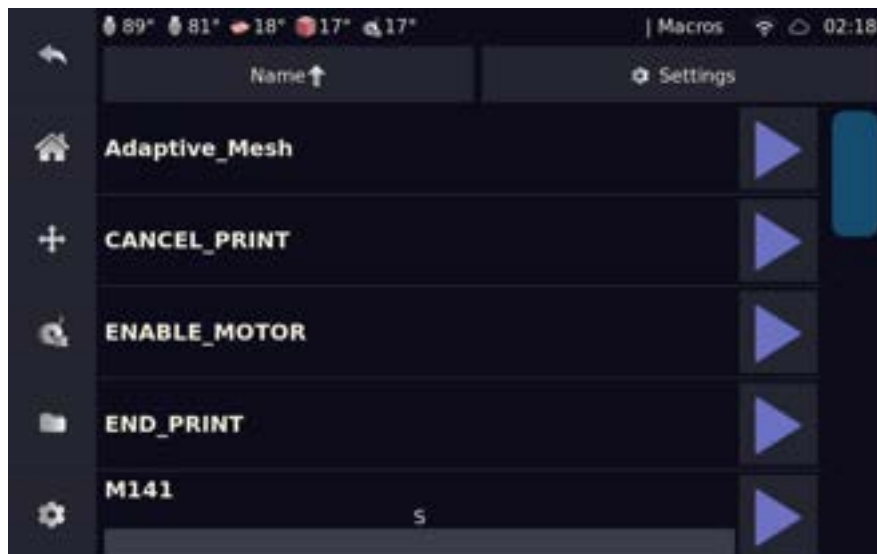 89° 81° 18° 17° 17° | Macros 02:18
Name Settings
Adaptive_Mesh
CANCEL_PRINT
ENABLE_MOTOR
END_PRINT
M141
S